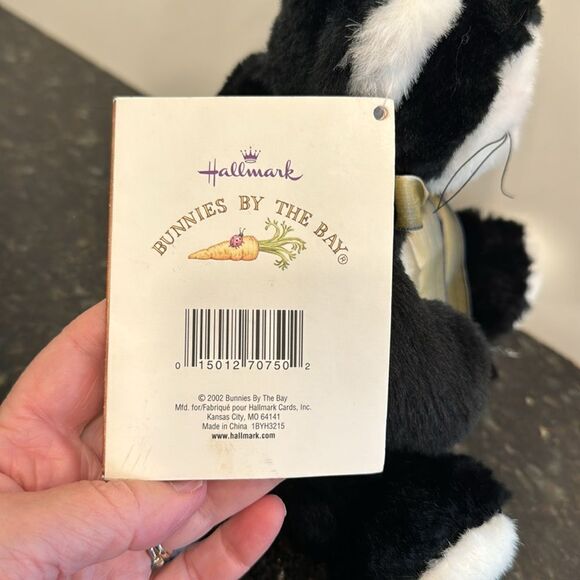 Hallmark
BUNNIES BY THE BAY®
0 15012 70750 2
© 2002 Bunnies By The Bay
Mfd. for/Fabriqué pour Hallmark Cards, Inc.
Kansas City, MO 64141
Made in China 1BYH3215
www.hallmark.com